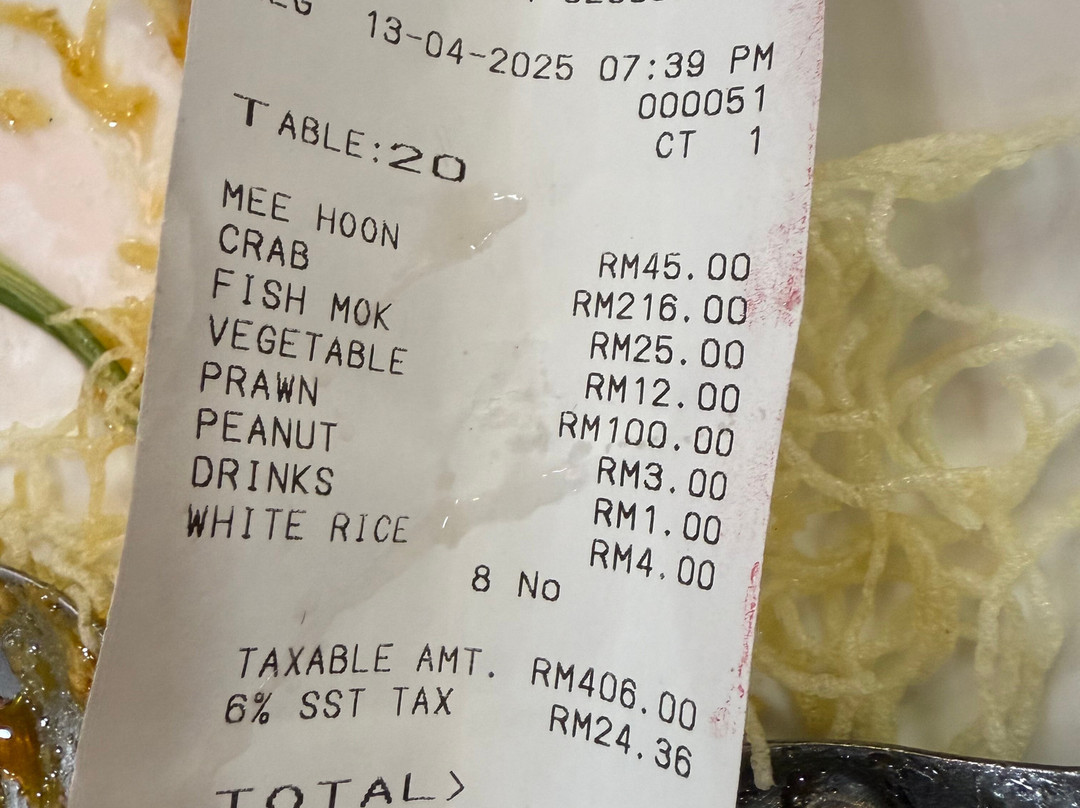 13-04-2025 07:39 PM
000051
CT 1
TABLE:20
MEE HOON RM45.00
CRAB RM216.00
FISH MOK RM25.00
VEGETABLE RM12.00
PRAWN RM100.00
PEANUT RM3.00
DRINKS RM1.00
WHITE RICE RM4.00
8 No
TAXABLE AMT. RM406.00
6% SST TAX RM24.36
TOTAL>